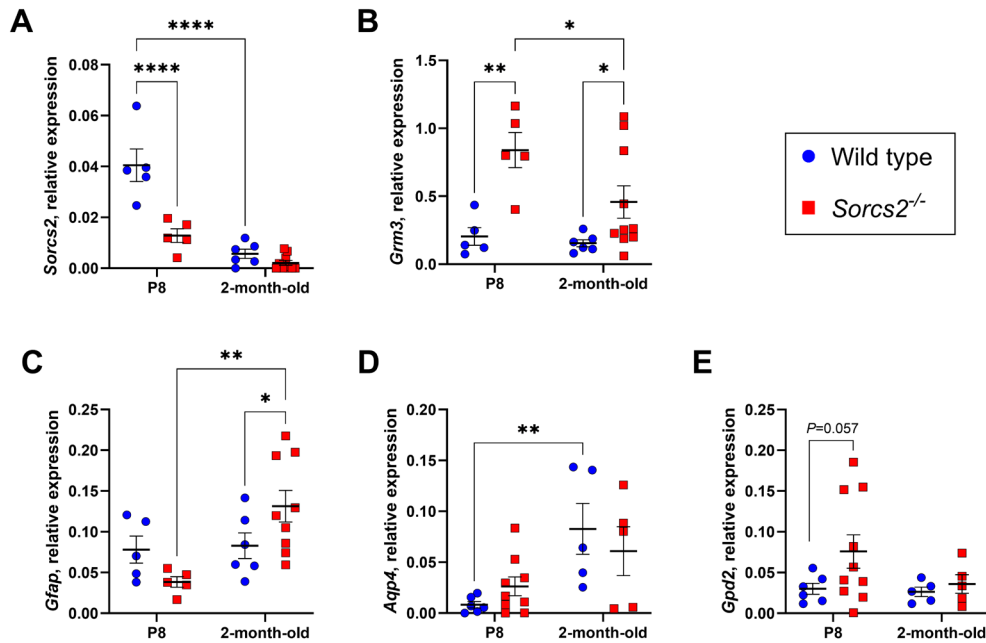 A
Sorcs2, relative expression
0.08
0.06
0.04
0.02
0.00
****
****
P8
2-month-old
B
Grm3, relative expression
1.5
1.0
0.5
0.0
**
*
*
P8
2-month-old
Wild type
Sorcs2-/-
C
Gfap, relative expression
0.25
0.20
0.15
0.10
0.05
0.00
**
*
P8
2-month-old
D
Aqp4, relative expression
0.20
0.15
0.10
0.05
0.00
**
P8
2-month-old
E
Gpd2, relative expression
0.25
0.20
0.15
0.10
0.05
0.00
P=0.057
P8
2-month-old